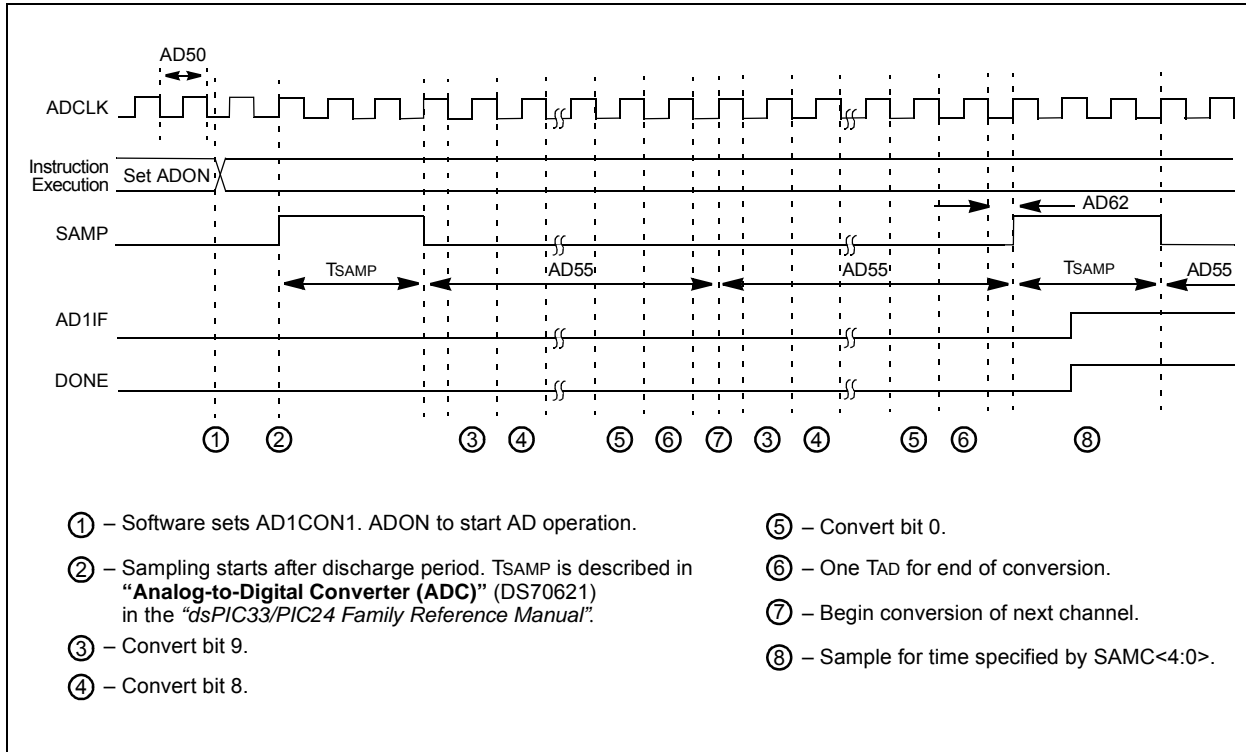 AD50
ADCLK
Instruction
Execution
Set ADON
AD62
SAMP
TSAMP
AD55
AD55
TSAMP
AD55
AD1IF
DONE
1 2 3 4 5 6 7 3 4 5 6 8
1 – Software sets AD1CON1. ADON to start AD operation.
2 – Sampling starts after discharge period. TSAMP is described in
“Analog-to-Digital Converter (ADC)” (DS70621)
in the “dsPIC33/PIC24 Family Reference Manual”.
3 – Convert bit 9.
4 – Convert bit 8.
5 – Convert bit 0.
6 – One TAD for end of conversion.
7 – Begin conversion of next channel.
8 – Sample for time specified by SAMC<4:0>.